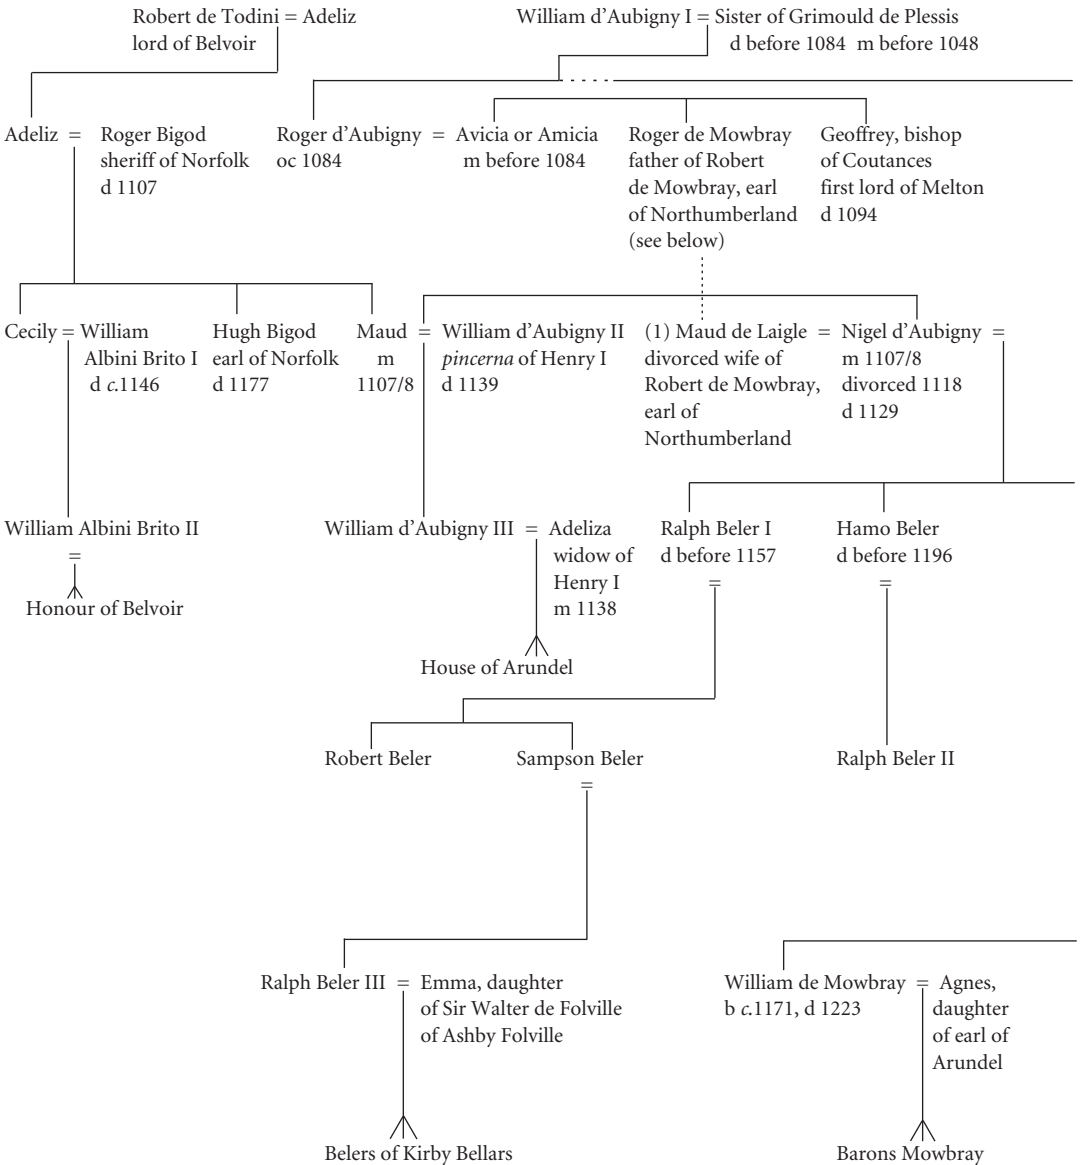 Robert de Todini = Adeliz
lord of Belvoir
William d'Aubigny I = Sister of Grimould de Plessis
d before 1084 m before 1048
Adeliz =
Roger Bigod
sheriff of Norfolk
d 1107
Roger d'Aubigny =
oc 1084
Avicia or Amicia
m before 1084
Roger de Mowbray
father of Robert
de Mowbray, earl
of Northumberland
(see below)
Geoffrey, bishop
of Coutances
first lord of Melton
d 1094
Cecily = William
Albini Brito I
d c.1146
Hugh Bigod
earl of Norfolk
d 1177
Maud =
m
1107/8
William d'Aubigny II
pincerna of Henry I
d 1139
(1) Maud de Laigle =
divorced wife of
Robert de Mowbray,
earl of
Northumberland
Nigel d'Aubigny =
m 1107/8
divorced 1118
d 1129
William Albini Brito II
=
Honour of Belvoir
William d'Aubigny III = Adeliza
widow of
Henry I
m 1138
House of Arundel
Ralph Beler I
d before 1157
=
Hamo Beler
d before 1196
=
Robert Beler
Sampson Beler
=
Ralph Beler II
Ralph Beler III = Emma, daughter
of Sir Walter de Folville
of Ashby Folville
William de Mowbray = Agnes,
b c.1171, d 1223
daughter
of earl of
Arundel
Belers of Kirby Bellars
Barons Mowbray